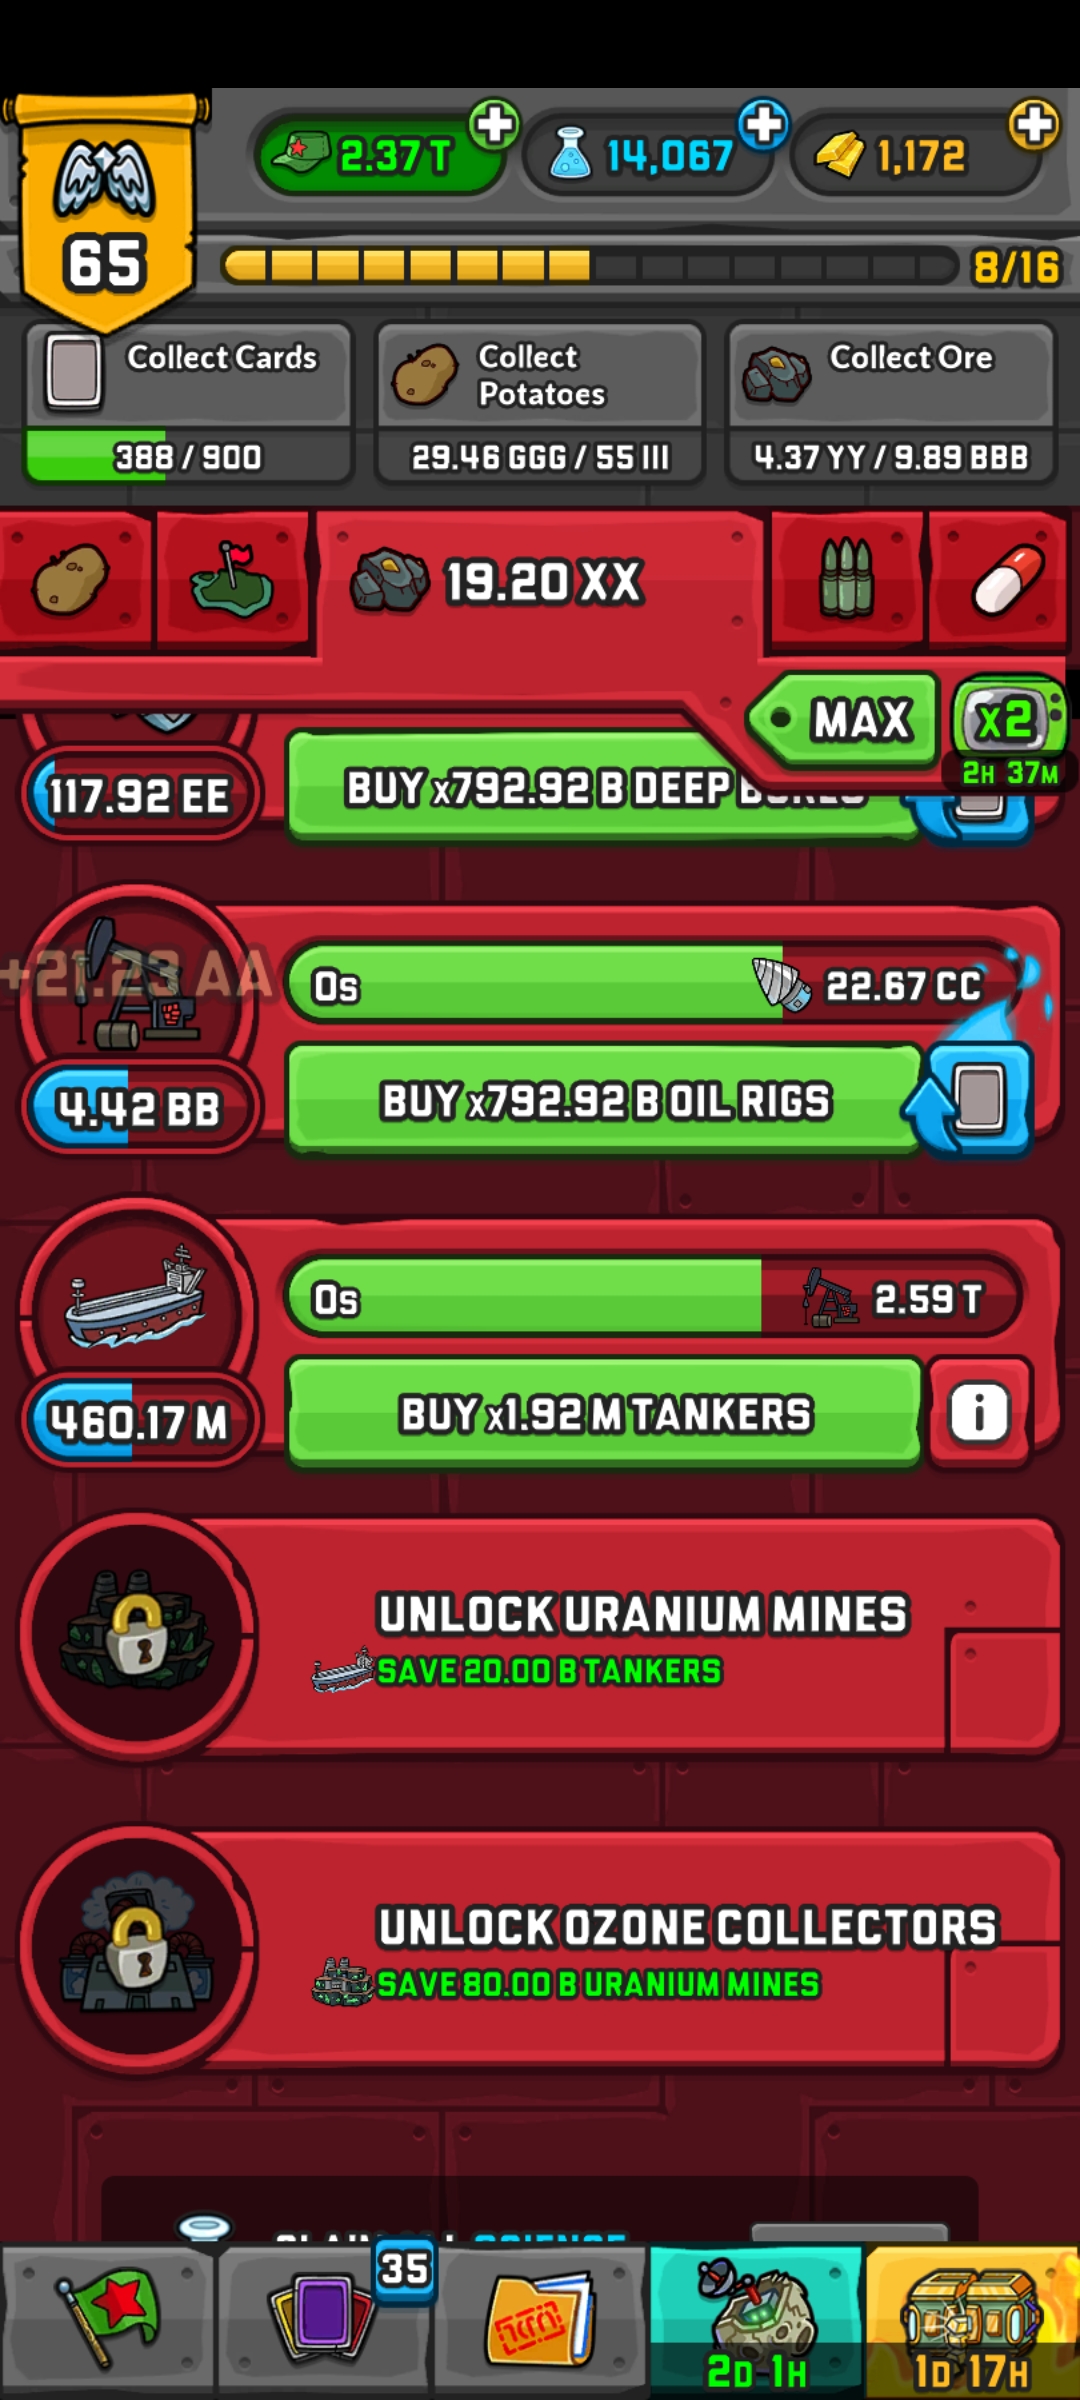 2.37 T
14,067
1,172
65
8/16
Collect Cards
388 / 900
Collect
Potatoes
29.46 GGG / 55 III
Collect Ore
4.37 YY / 9.89 BBB
19.20 XX
MAX
x2
2H 37M
117.92 EE
BUY x792.92 B DEEP
+21.23 AA
0s
22.67 CC
4.42 BB
BUY x792.92 B OIL RIGS
0s
2.59 T
460.17 M
BUY x1.92 M TANKERS
i
UNLOCK URANIUM MINES
SAVE 20.00 B TANKERS
UNLOCK OZONE COLLECTORS
SAVE 80.00 B URANIUM MINES
35
2D 1H
1D 17H